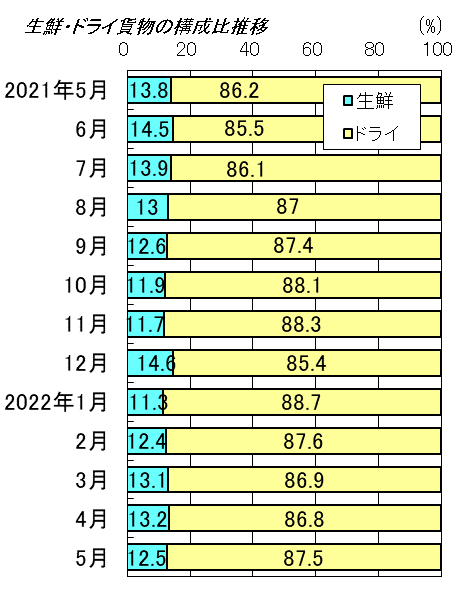 生鮮・ドライ貨物の構成比推移 (%)
0 20 40 60 80 100
2021年5月 13.8 86.2
生鮮
6月 14.5 85.5
ドライ
7月 13.9 86.1
8月 13 87
9月 12.6 87.4
10月 11.9 88.1
11月 11.7 88.3
12月 14.6 85.4
2022年1月 11.3 88.7
2月 12.4 87.6
3月 13.1 86.9
4月 13.2 86.8
5月 12.5 87.5